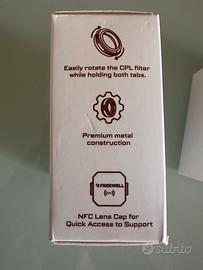 Easily rotate the CPL filter
while holding both tabs.
Premium metal
construction
FREEWELL
NFC Lens Cap for
Quick Access to Support
subito